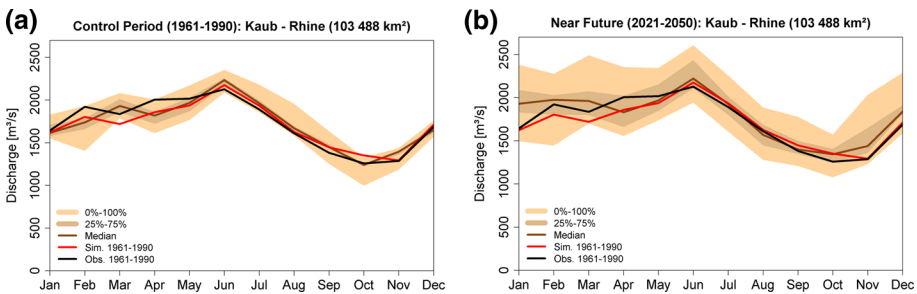 (a)
Control Period (1961-1990): Kaub - Rhine (103 488 km²)
Discharge [m³/s]
2500
2000
1500
1000
500
0
0%-100%
25%-75%
Median
Sim. 1961-1990
Obs. 1961-1990
Jan Feb Mar Apr May Jun Jul Aug Sep Oct Nov Dec
(b)
Near Future (2021-2050): Kaub - Rhine (103 488 km²)
Discharge [m³/s]
2500
2000
1500
1000
500
0
0%-100%
25%-75%
Median
Sim. 1961-1990
Obs. 1961-1990
Jan Feb Mar Apr May Jun Jul Aug Sep Oct Nov Dec